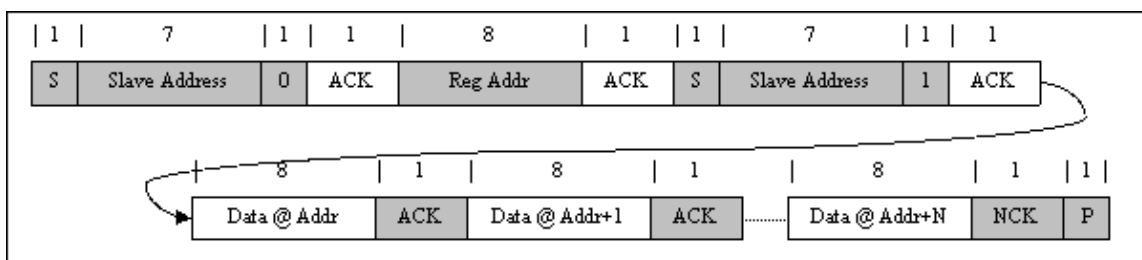 | 1 | 7 | 1 | 1 | 8 | 1 | 1 | 7 | 1 | 1
S Slave Address 0 ACK Reg Addr ACK S Slave Address 1 ACK
| 8 | 1 | 8 | 1 | 8 | 1 | 1 |
Data @ Addr ACK Data @ Addr+1 ACK ........ Data @ Addr+N NCK P